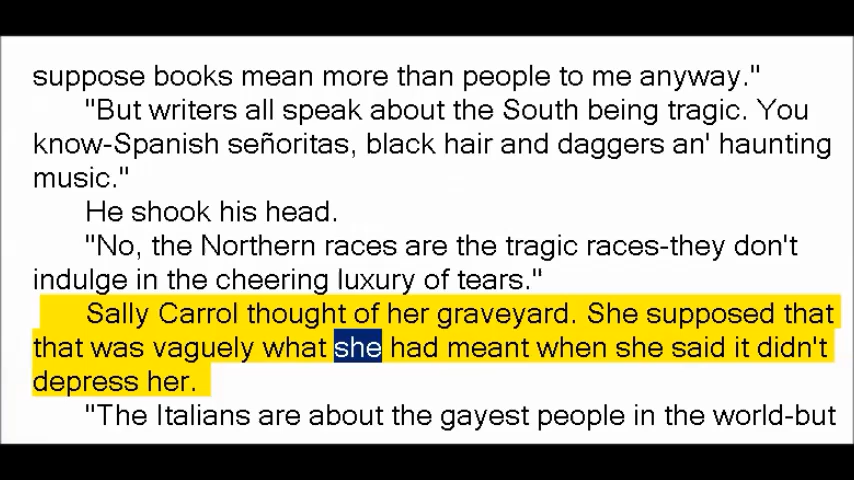 suppose books mean more than people to me anyway."
"But writers all speak about the South being tragic. You
know-Spanish señoritas, black hair and daggers an' haunting
music."
He shook his head.
"No, the Northern races are the tragic races-they don't
indulge in the cheering luxury of tears."
Sally Carrol thought of her graveyard. She supposed that
that was vaguely what she had meant when she said it didn't
depress her.
"The Italians are about the gayest people in the world-but